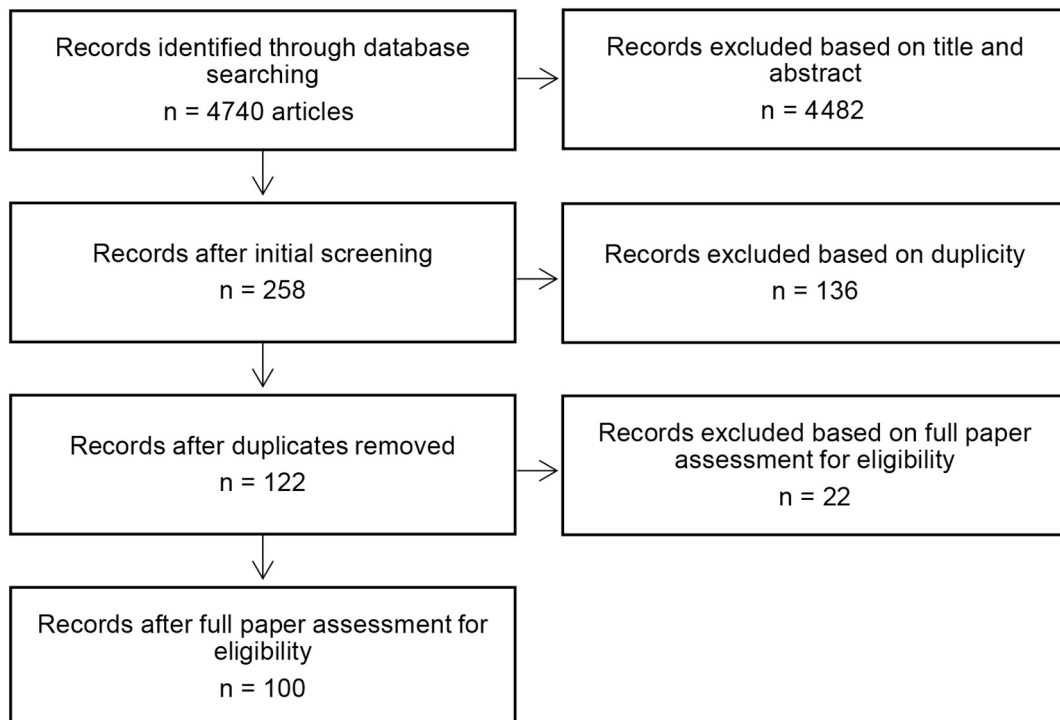 Records identified through database
searching
n = 4740 articles
Records excluded based on title and
abstract
n = 4482
Records after initial screening
n = 258
Records excluded based on duplicity
n = 136
Records after duplicates removed
n = 122
Records excluded based on full paper
assessment for eligibility
n = 22
Records after full paper assessment for
eligibility
n = 100